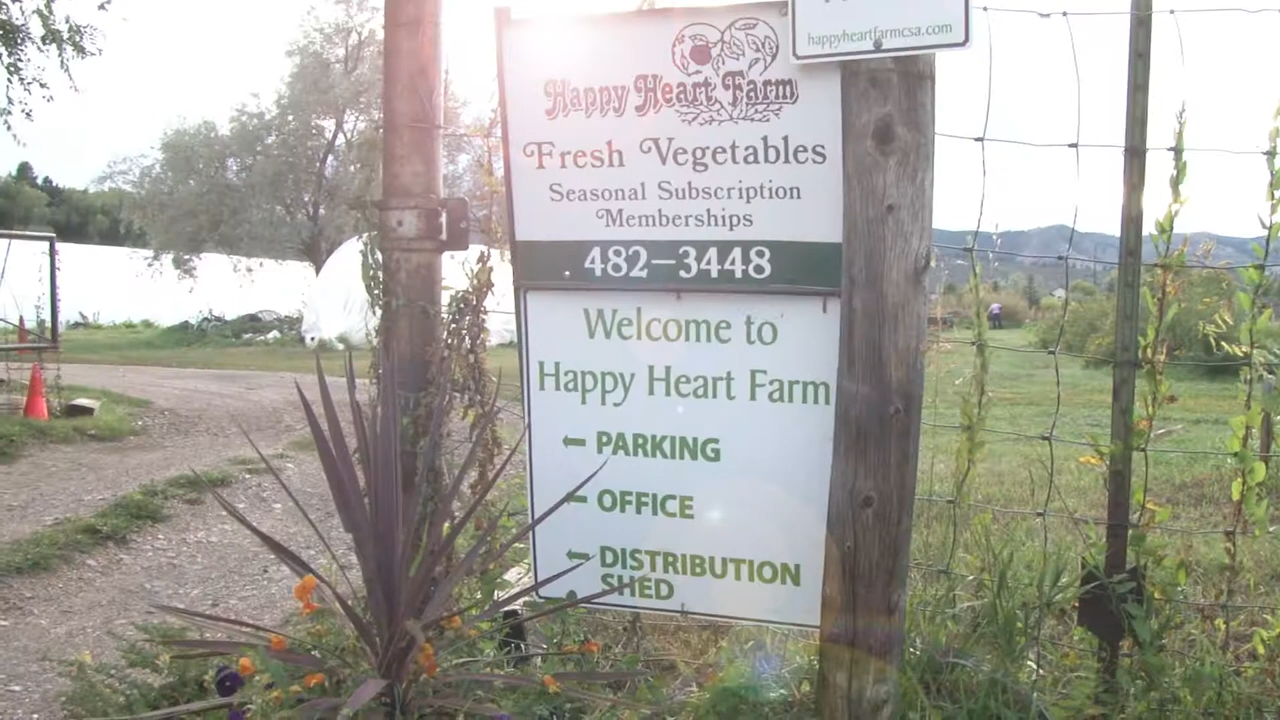 happyheartfarmcsa.com
Happy Heart Farm
Fresh Vegetables
Seasonal Subscription
Memberships
482-3448
Welcome to
Happy Heart Farm
PARKING
OFFICE
DISTRIBUTION
SHED